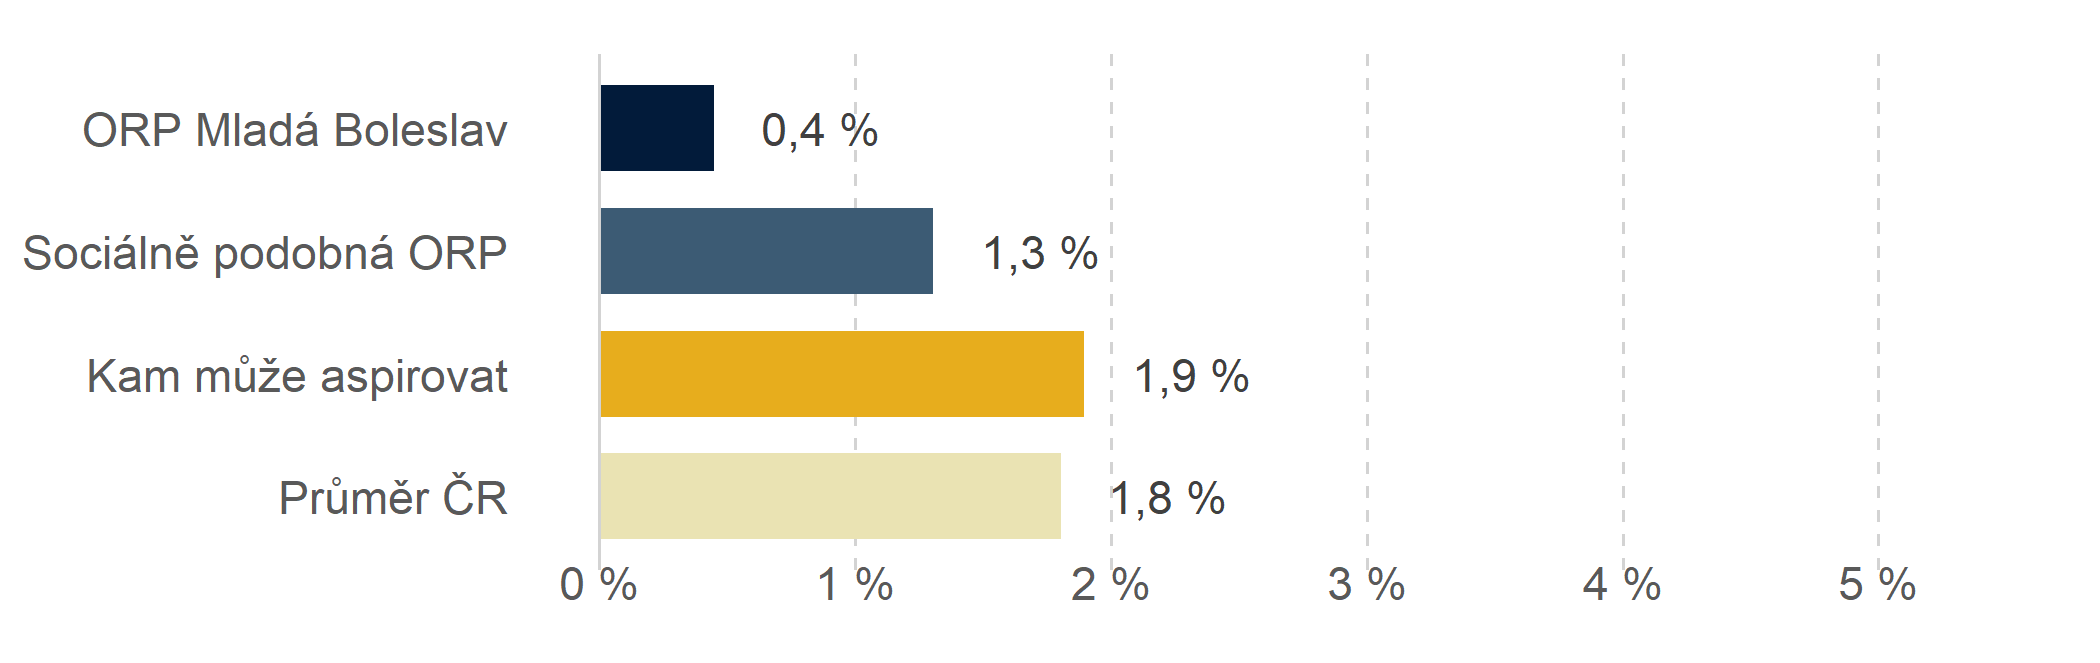 ORP Mladá Boleslav 0,4 %
Sociálně podobná ORP 1,3 %
Kam může aspirovat 1,9 %
Průměr ČR 1,8 %
0 % 1 % 2 % 3 % 4 % 5 %